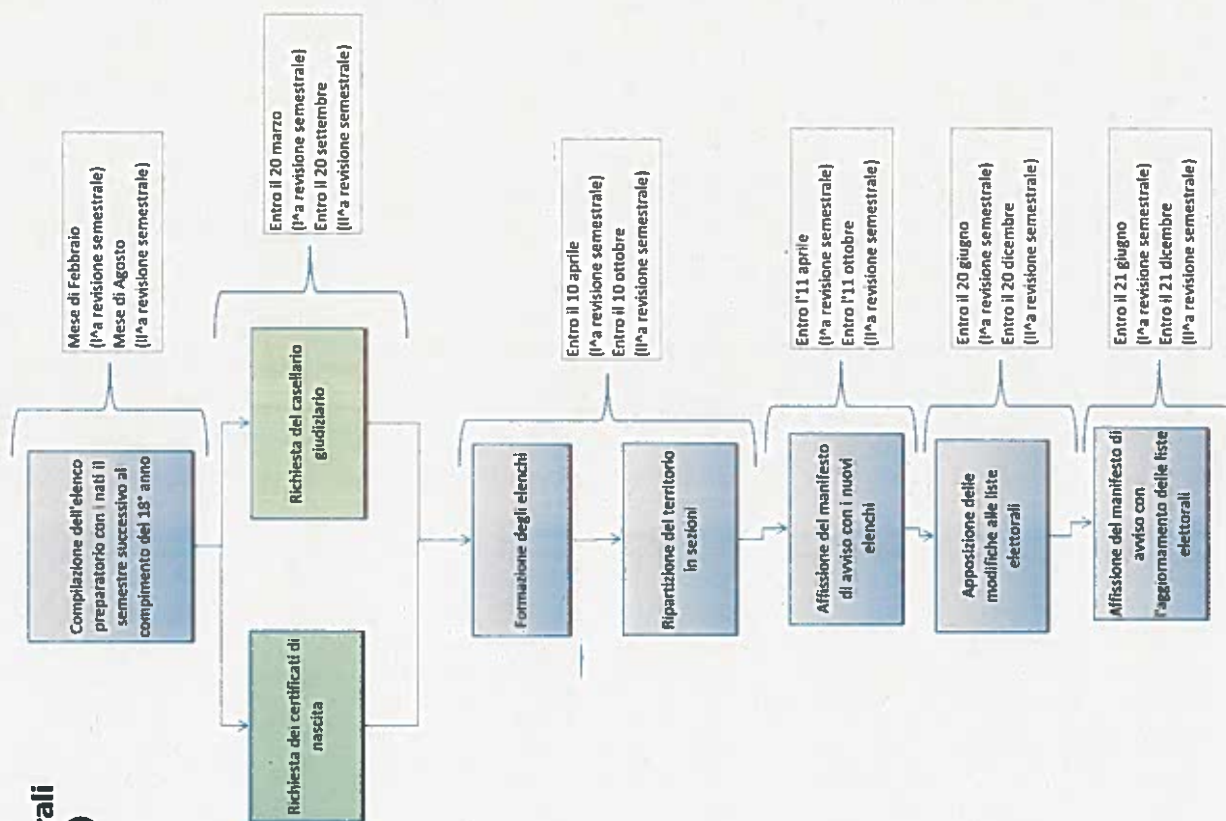 rali
)
Compilazione dell'elenco
preparatorio con i nati il
semestre successivo al
compimento del 18° anno
Mese di Febbraio
(I^a revisione semestrale)
Mese di Agosto
(II^a revisione semestrale)
Richiesta dei certificati di
nascita
Richiesta del casellario
giudiziario
Entro il 20 marzo
(I^a revisione semestrale)
Entro il 20 settembre
(II^a revisione semestrale)
Formazione degli elenchi
Ripartizione del territorio
in sezioni
Entro il 10 aprile
(I^a revisione semestrale)
Entro il 10 ottobre
(II^a revisione semestrale)
Affissione del manifesto
di avviso con i nuovi
elenchi
Entro l'11 aprile
(I^a revisione semestrale)
Entro l'11 ottobre
(II^a revisione semestrale)
Apposizione delle
modifiche alle liste
elettorali
Entro il 20 giugno
(I^a revisione semestrale)
Entro il 20 dicembre
(II^a revisione semestrale)
Affissione del manifesto di
avviso con
l'aggiornamento delle liste
elettorali
Entro il 21 giugno
(I^a revisione semestrale)
Entro il 21 dicembre
(II^a revisione semestrale)